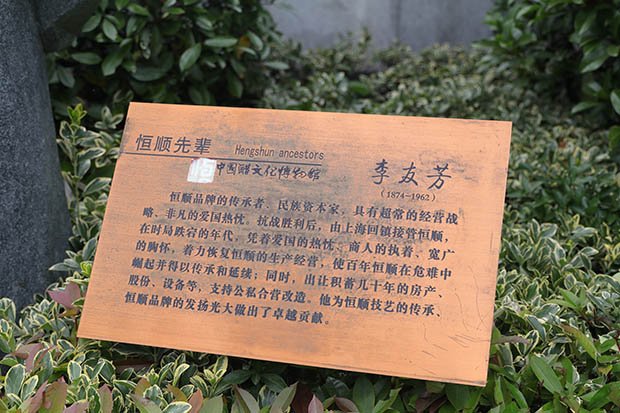 恒顺先辈
Hengshun ancestors
中国醋文化博物馆
李友芳
(1874-1962)
恒顺品牌的传承者、民族资本家，具有超常的经营战
略、非凡的爱国热忱，抗战胜利后，由上海回镇接管恒顺，
在时局跌宕的年代，凭着爱国的热忱、商人的执着、宽广
的胸怀，着力恢复恒顺的生产经营，使百年恒顺在危难中
崛起并得以传承和延续；同时，出让积蓄几十年的房产、
股份、设备等，支持公私合营改造。他为恒顺技艺的传承、
恒顺品牌的发扬光大做出了卓越贡献。